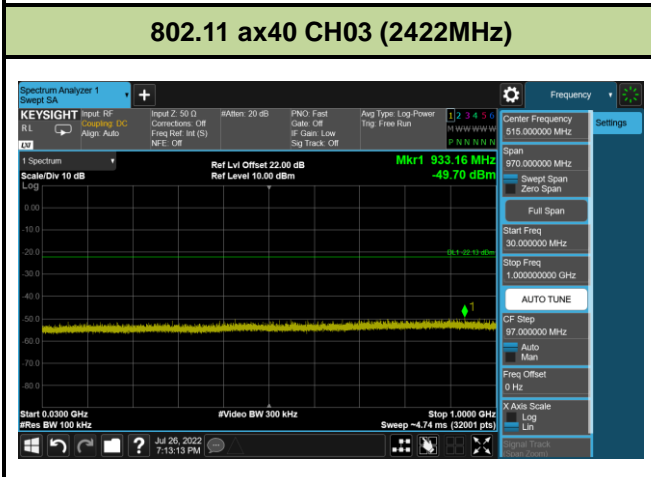 802.11 ax40 CH03 (2422MHz)
Spectrum Analyzer 1
Swept SA
+
Frequency
Settings
KEYSIGHT
RL
LXI
Input: RF
Coupling: DC
Align: Auto
Input Z: 50 Ω
Corrections: Off
Freq Ref: Int (S)
NFE: Off
#Atten: 20 dB
PNO: Fast
Gate: Off
IF Gain: Low
Sig Track: Off
Avg Type: Log-Power
Trig: Free Run
1 2 3 4 5 6
M W W W W W
P N N N N N
1 Spectrum
Scale/Div 10 dB
Log
Ref Lvl Offset 22.00 dB
Ref Level 10.00 dBm
Mkr1 933.16 MHz
-49.70 dBm
0.00
-10.0
-20.0
-30.0
-40.0
-50.0
-60.0
-70.0
-80.0
DL1 -22.13 dBm
1
Start 0.0300 GHz
#Res BW 100 kHz
#Video BW 300 kHz
Stop 1.0000 GHz
Sweep ~4.74 ms (32001 pts)
Center Frequency
515.000000 MHz
Span
970.000000 MHz
Swept Span
Zero Span
Full Span
Start Freq
30.000000 MHz
Stop Freq
1.000000000 GHz
AUTO TUNE
CF Step
97.000000 MHz
Auto
Man
Freq Offset
0 Hz
X Axis Scale
Log
Lin
Signal Track
(Span Zoom)
?
Jul 26, 2022
7:13:13 PM